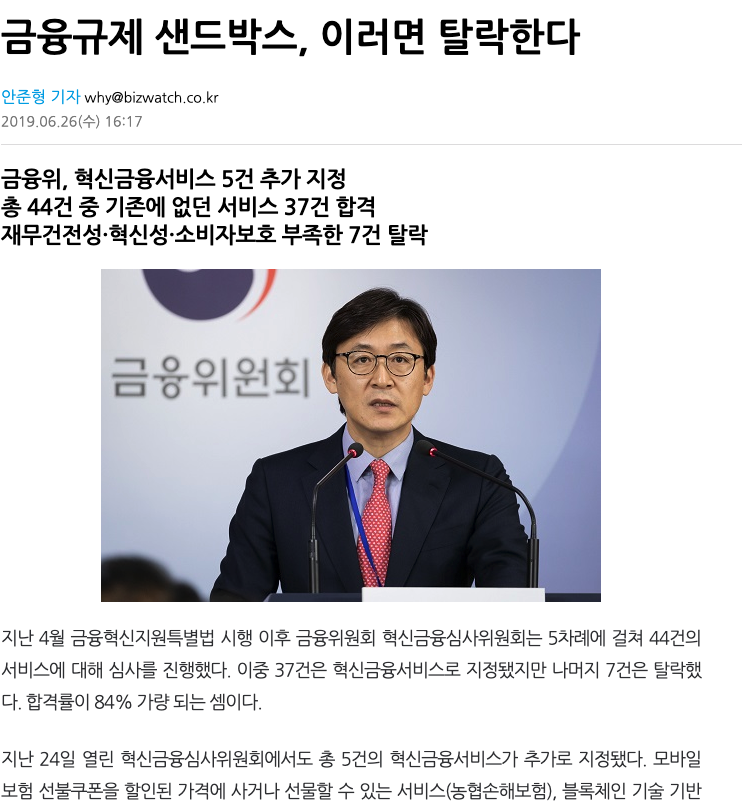 금융규제 샌드박스, 이러면 탈락한다
안준형 기자 why@bizwatch.co.kr
2019.06.26(수) 16:17
금융위, 혁신금융서비스 5건 추가 지정
총 44건 중 기존에 없던 서비스 37건 합격
재무건전성·혁신성·소비자보호 부족한 7건 탈락
금융위원회
지난 4월 금융혁신지원특별법 시행 이후 금융위원회 혁신금융심사위원회는 5차례에 걸쳐 44건의
서비스에 대해 심사를 진행했다. 이중 37건은 혁신금융서비스로 지정됐지만 나머지 7건은 탈락했
다. 합격률이 84% 가량 되는 셈이다.
지난 24일 열린 혁신금융심사위원회에서도 총 5건의 혁신금융서비스가 추가로 지정됐다. 모바일
보험 선불쿠폰을 할인된 가격에 사거나 선물할 수 있는 서비스(농협손해보험), 블록체인 기술 기반